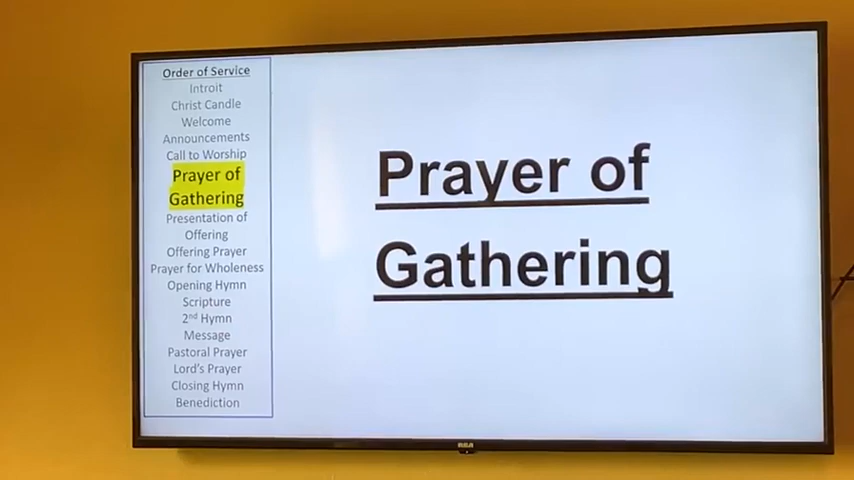 Order of Service
Introit
Christ Candle
Welcome
Announcements
Call to Worship
Prayer of
Gathering
Presentation of
Offering
Offering Prayer
Prayer for Wholeness
Opening Hymn
Scripture
2nd Hymn
Message
Pastoral Prayer
Lord's Prayer
Closing Hymn
Benediction
Prayer of
Gathering
RCA